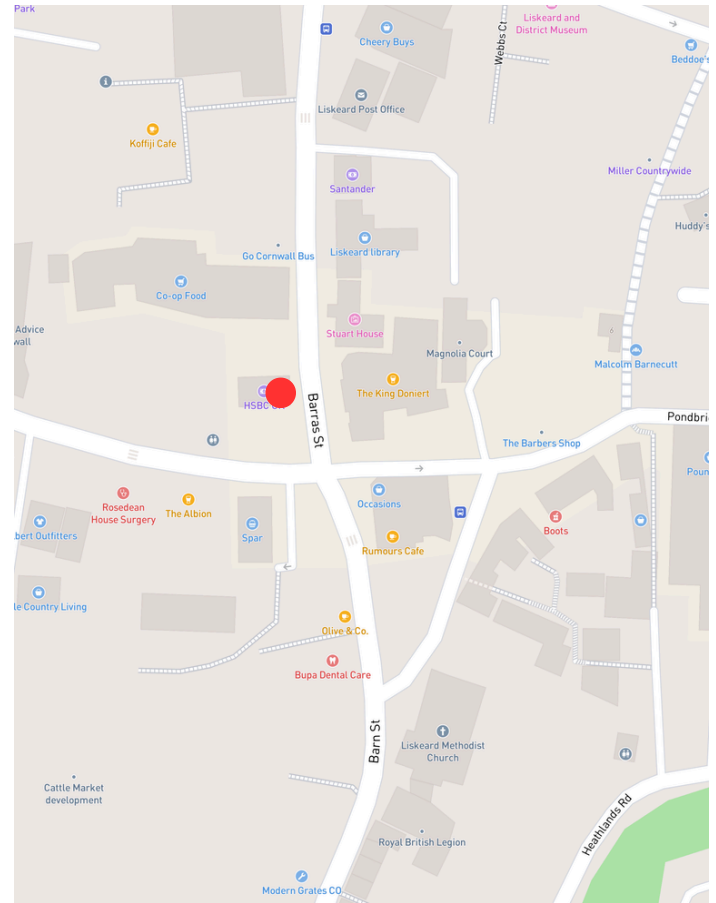 Park
Cheery Buys
Liskeard and
District Museum
Webbs Ct
Beddoe's
Liskeard Post Office
Koffiji Cafe
Miller Countrywide
Santander
Huddy's
Go Cornwall Bus
Liskeard library
Co-op Food
Advice
wall
Stuart House
Magnolia Court
Malcolm Barnecutt
The King Doniert
HSBC
Barras St
Pondbri
The Barbers Shop
Poun
Rosedean
House Surgery
The Albion
Occasions
Spar
Boots
bert Outfitters
Rumours Cafe
le Country Living
Olive & Co.
Bupa Dental Care
Barn St
Liskeard Methodist
Church
Cattle Market
development
Heathlands Rd
Royal British Legion
Modern Grates CO